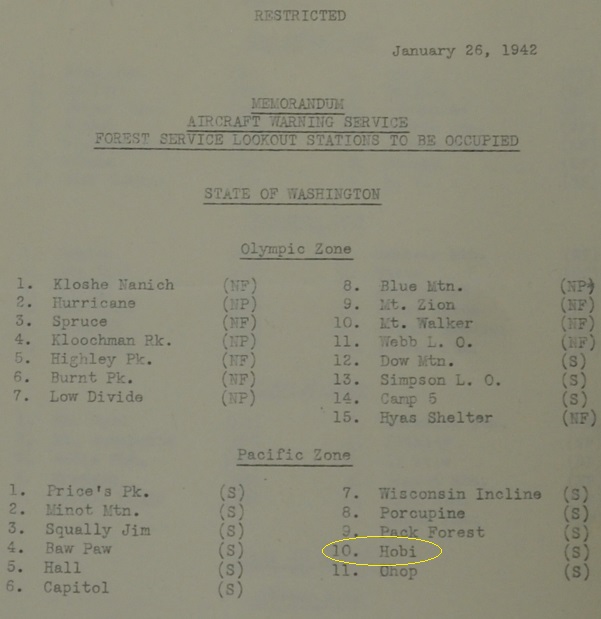 RESTRICTED
January 26, 1942
MEMORANDUM
AIRCRAFT WARNING SERVICE
FOREST SERVICE LOOKOUT STATIONS TO BE OCCUPIED
STATE OF WASHINGTON
Olympic Zone
1. Kloshe Nanich (NF)
2. Hurricane (NP)
3. Spruce (NF)
4. Kloochman Rk. (NP)
5. Highley Pk. (NF)
6. Burnt Pk. (NF)
7. Low Divide (NP)
8. Blue Mtn. (NP)
9. Mt. Zion (NF)
10. Mt. Walker (NF)
11. Webb L. O. (NF)
12. Dow Mtn. (S)
13. Simpson L. O. (S)
14. Camp 5 (S)
15. Hyas Shelter (NF)
Pacific Zone
1. Price's Pk. (S)
2. Minot Mtn. (S)
3. Squally Jim (S)
4. Baw Paw (S)
5. Hall (S)
6. Capitol (S)
7. Wisconsin Incline (S)
8. Porcupine (S)
9. Pack Forest (S)
10. Hobi (S)
11. Ohop (S)